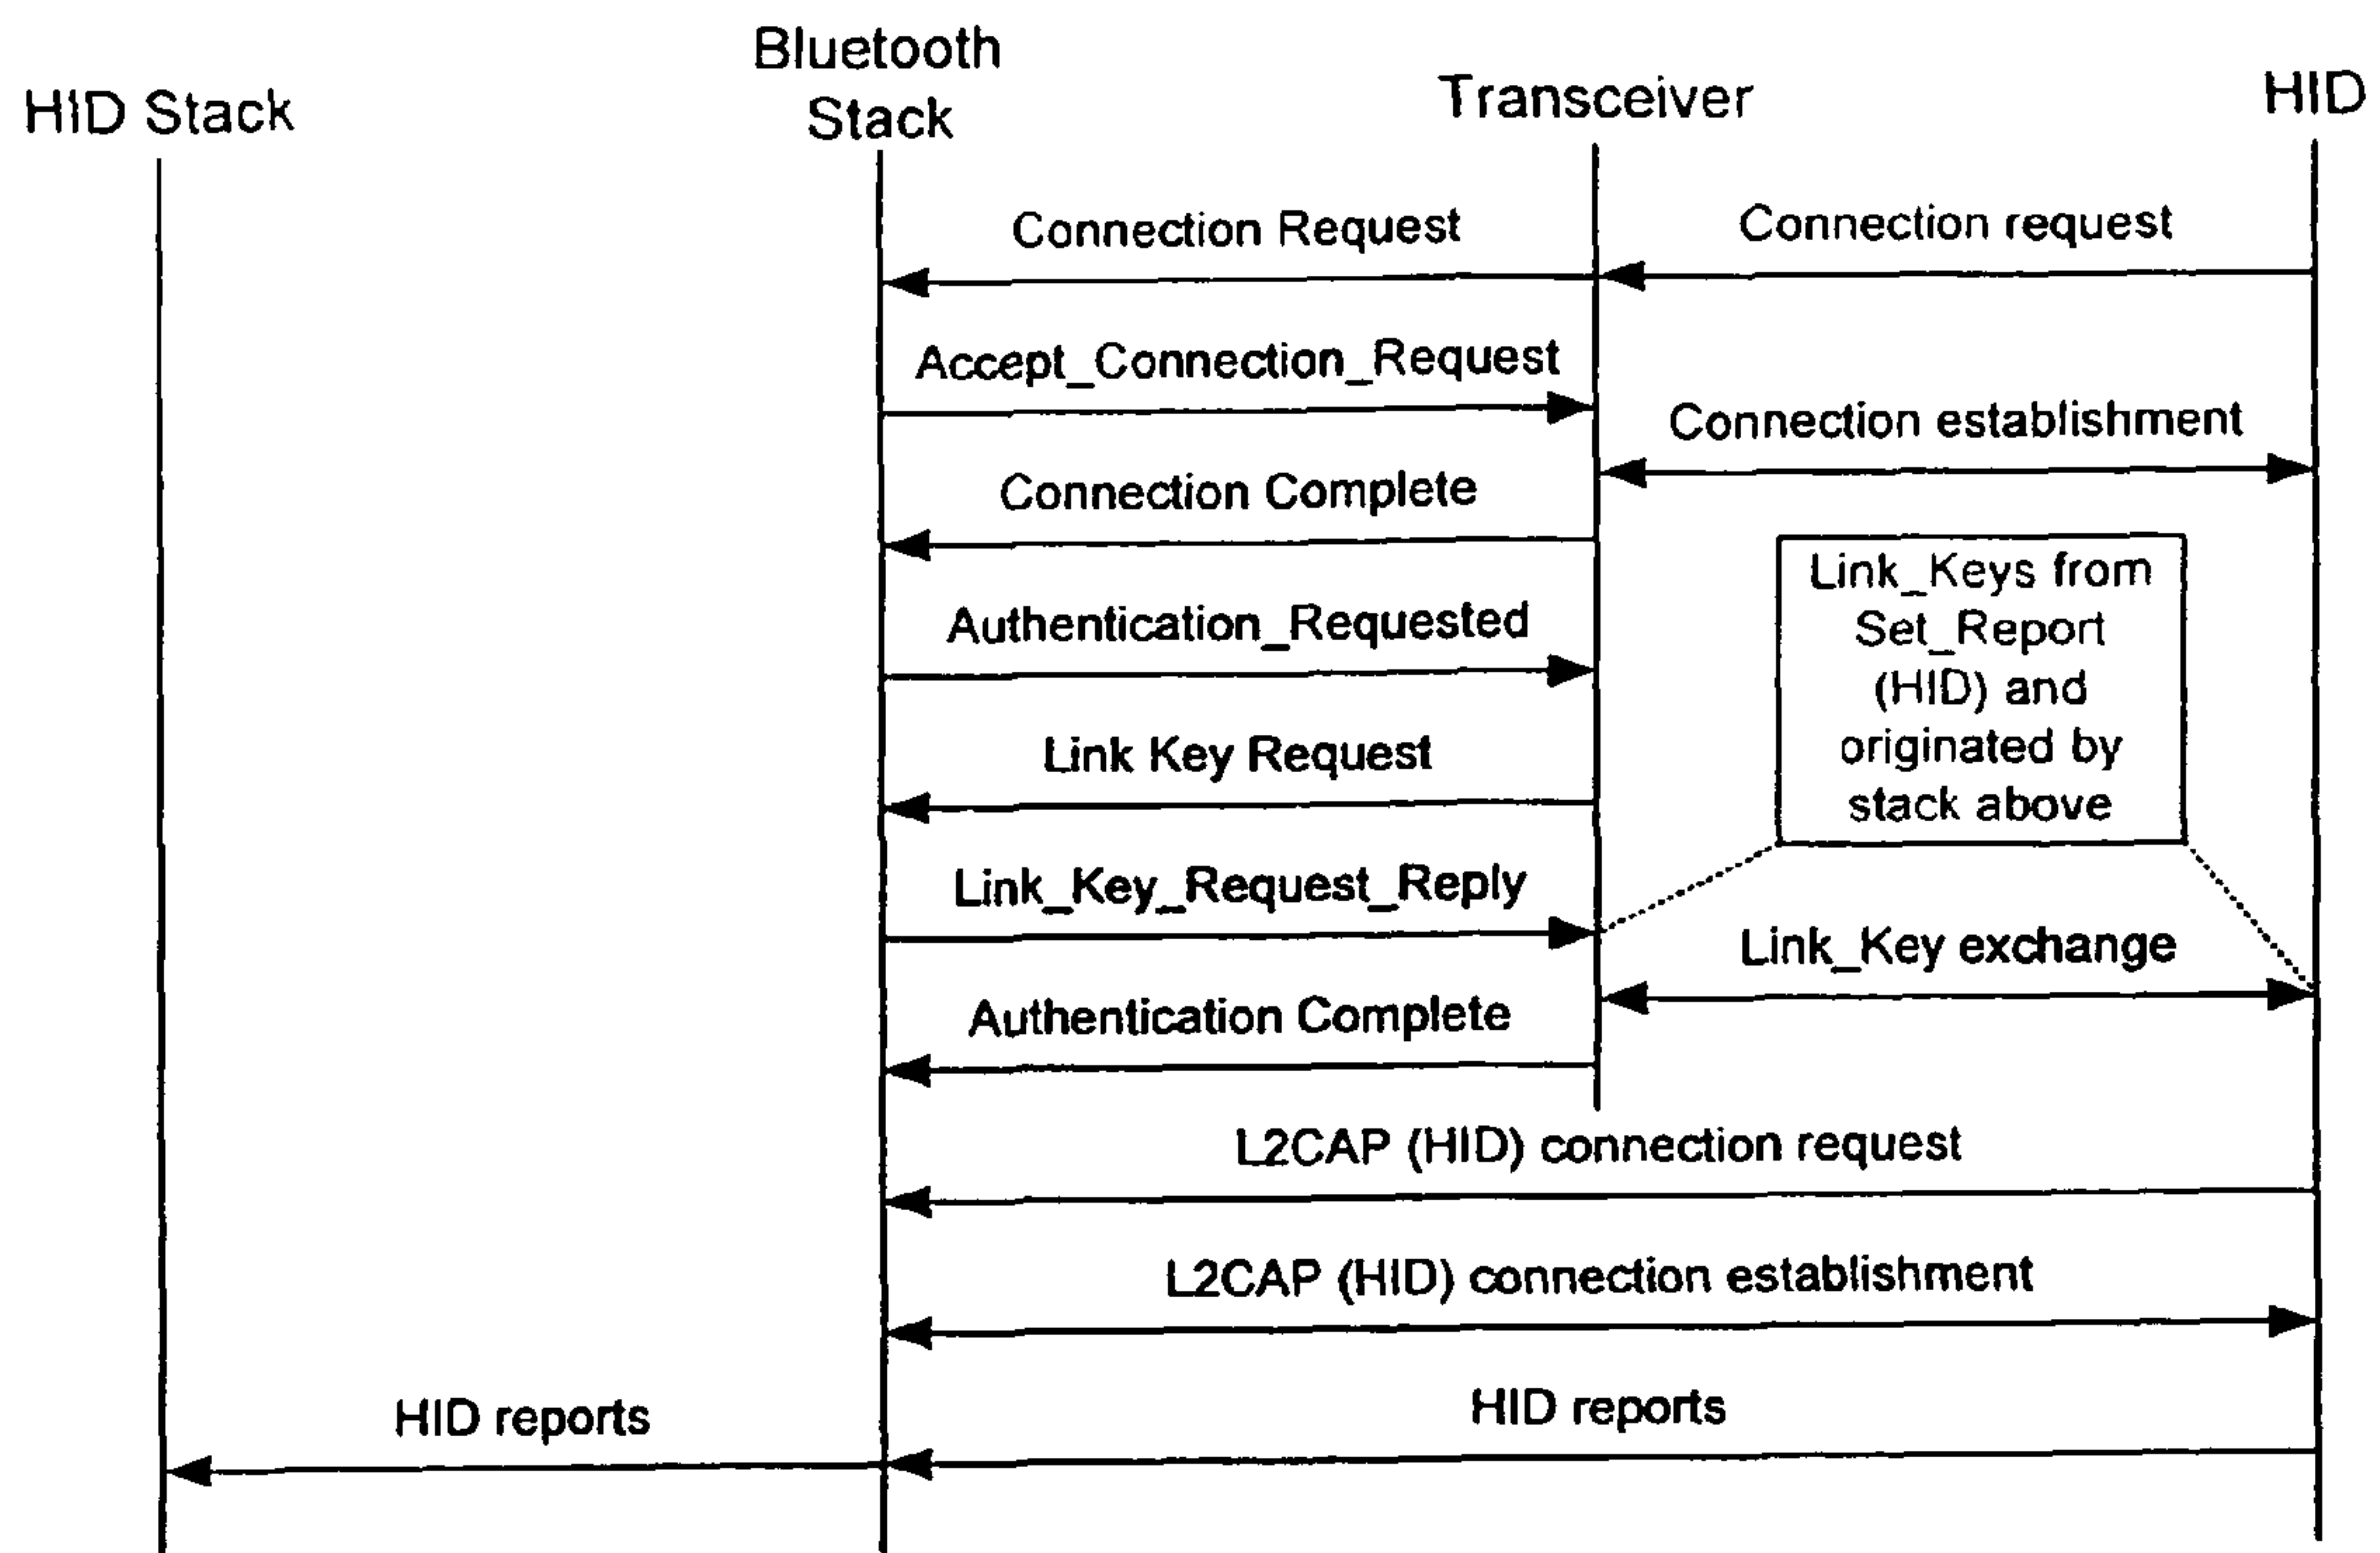 HID Stack
Bluetooth
Stack
Transceiver
HID
Connection Request
Connection request
Accept_Connection_Request
Connection establishment
Connection Complete
Link_Keys from
Set_Report
(HID) and
originated by
stack above
Authentication_Requested
Link Key Request
Link_Key_Request_Reply
Link_Key exchange
Authentication Complete
L2CAP (HID) connection request
L2CAP (HID) connection establishment
HID reports
HID reports